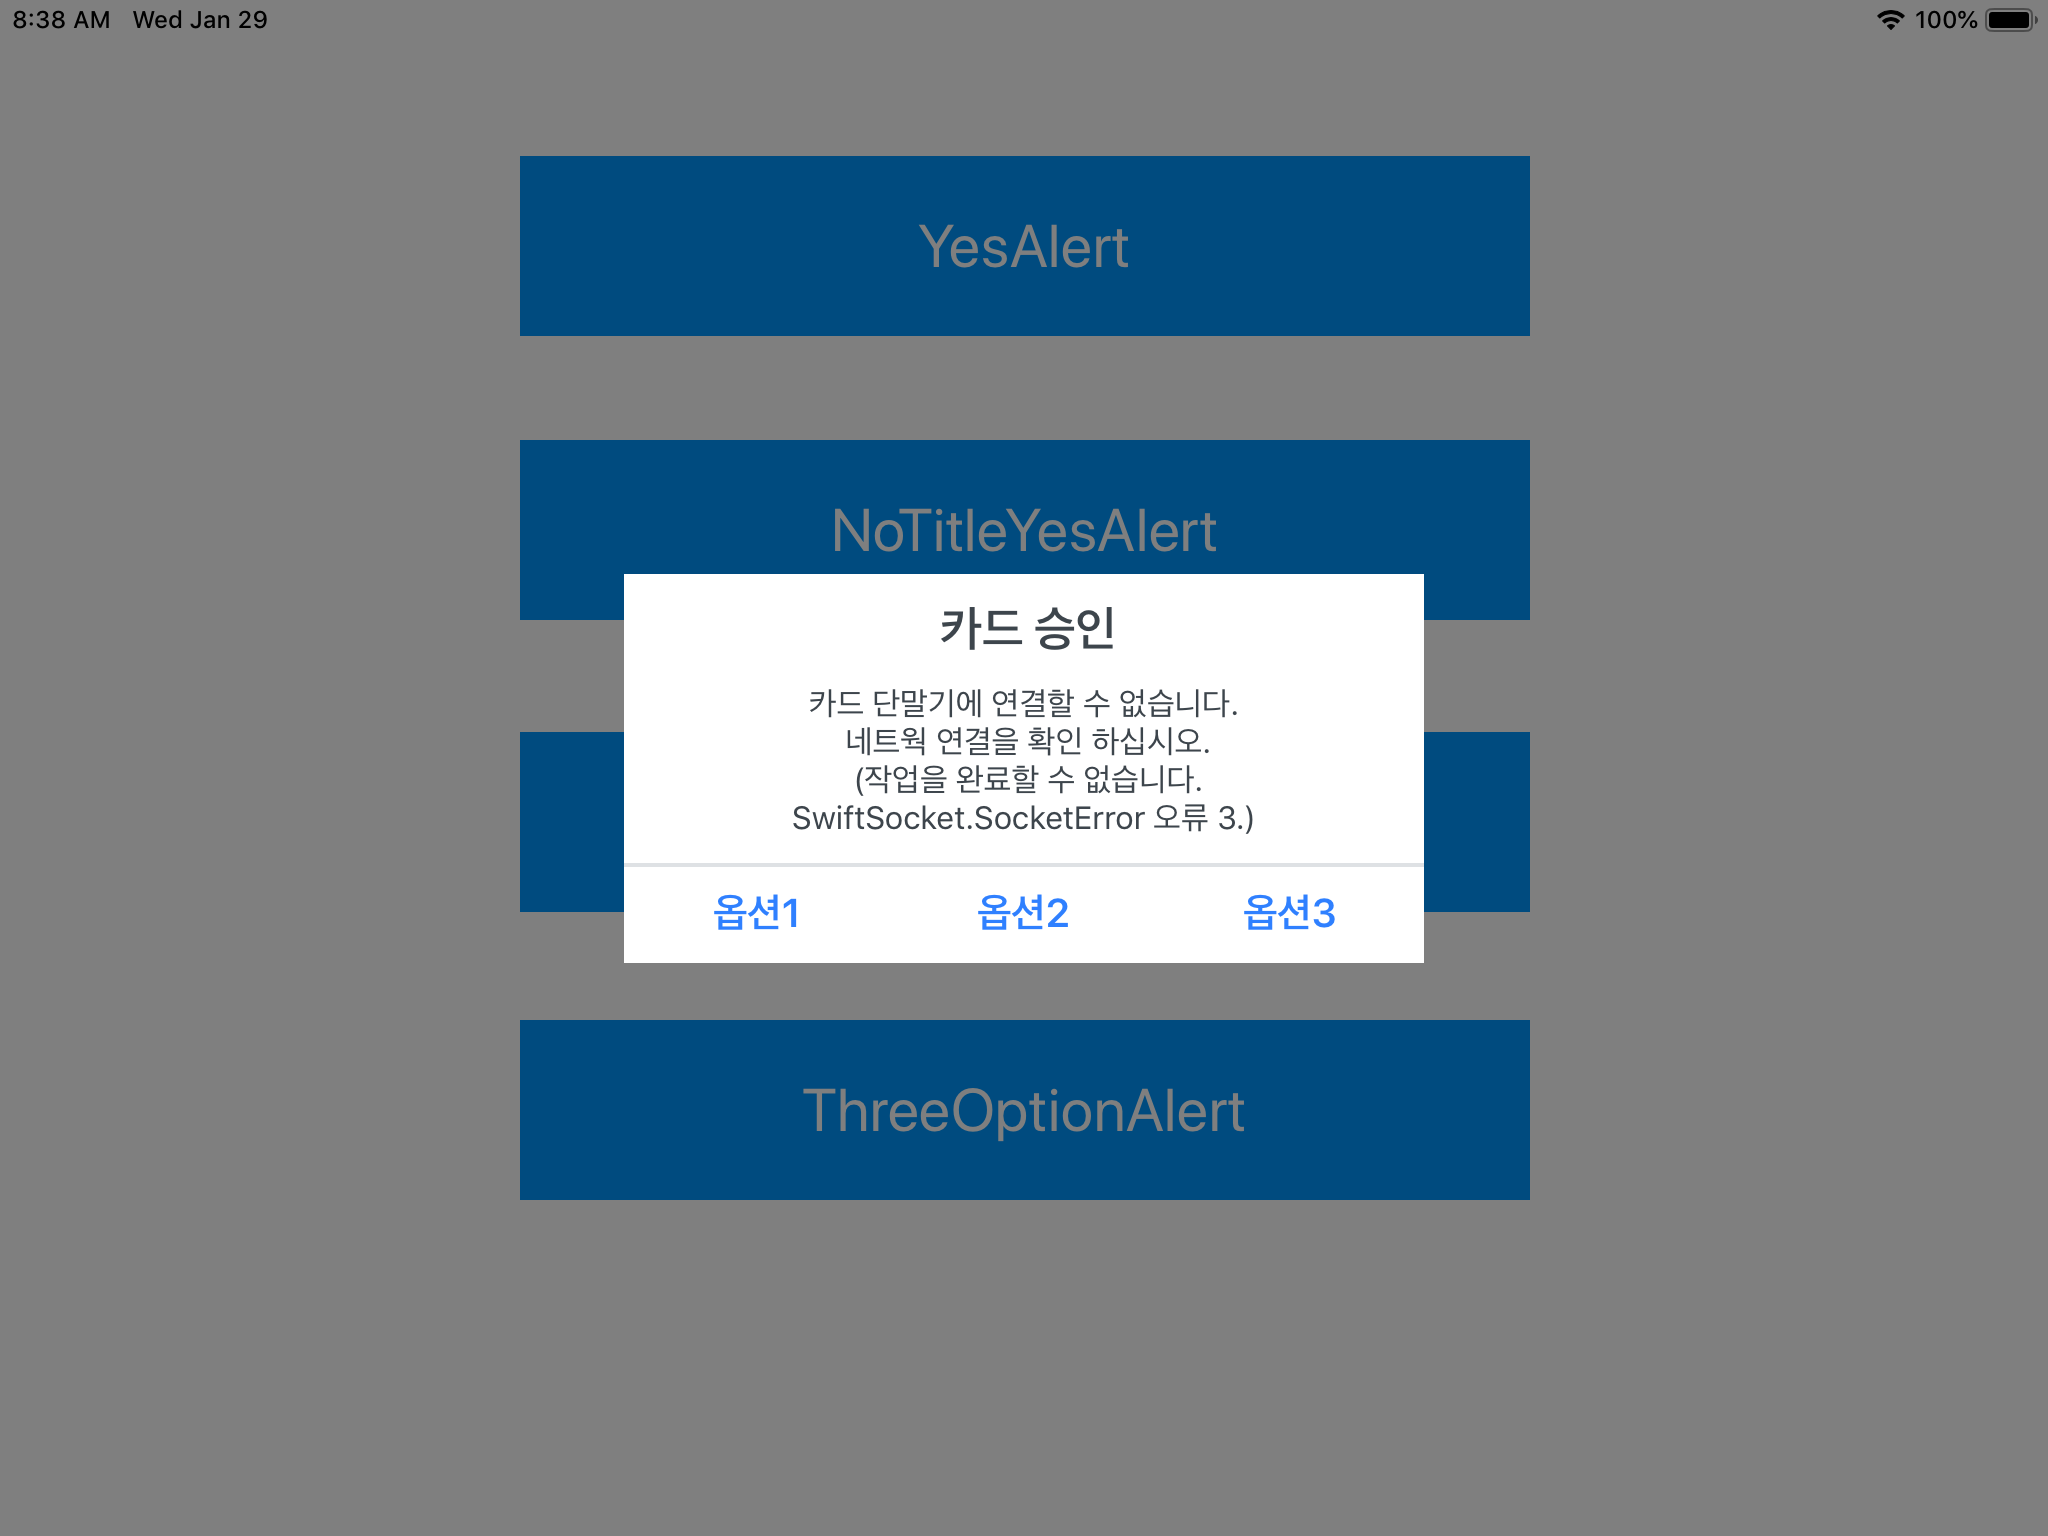 8:38 AM Wed Jan 29 100%
YesAlert
NoTitleYesAlert
카드 승인
카드 단말기에 연결할 수 없습니다.
네트웍 연결을 확인 하십시오.
(작업을 완료할 수 없습니다.
SwiftSocket.SocketError 오류 3.)
옵션1 옵션2 옵션3
ThreeOptionAlert